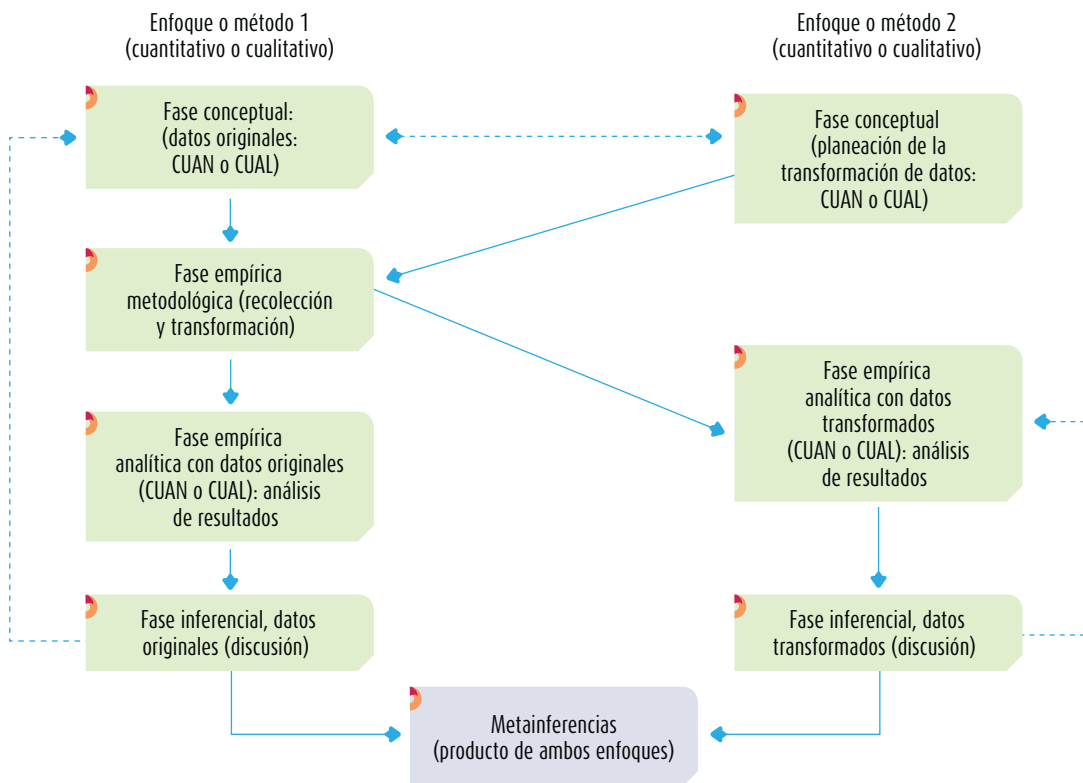 Enfoque o método 1
(cuantitativo o cualitativo)
Enfoque o método 2
(cuantitativo o cualitativo)
Fase conceptual:
(datos originales:
CUAN o CUAL)
Fase conceptual
(planeación de la
transformación de datos:
CUAN o CUAL)
Fase empírica
metodológica (recolección
y transformación)
Fase empírica
analítica con datos
transformados
(CUAN o CUAL): análisis
de resultados
Fase empírica
analítica con datos originales
(CUAN o CUAL): análisis
de resultados
Fase inferencial, datos
originales (discusión)
Fase inferencial, datos
transformados (discusión)
Metainferencias
(producto de ambos enfoques)